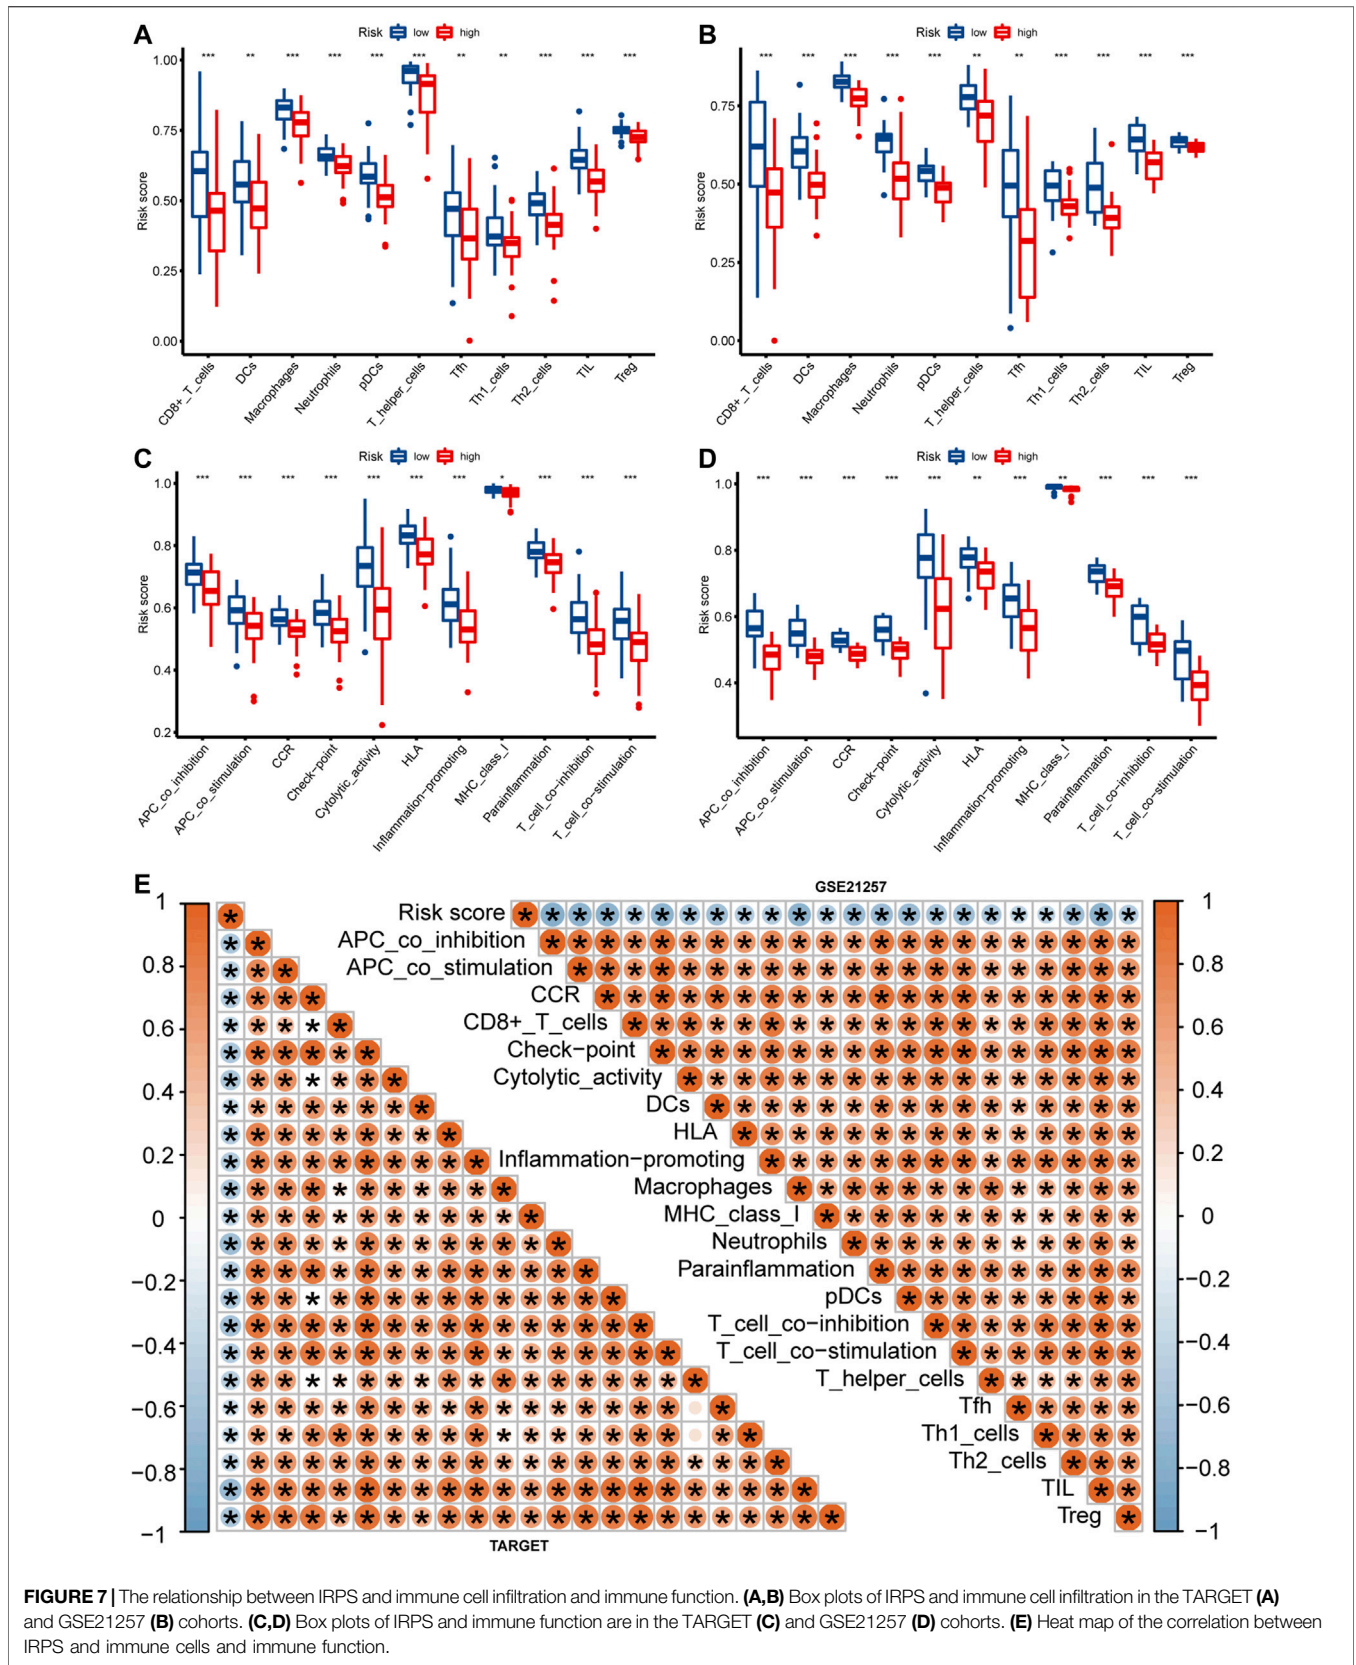 A
Risk low high
*** ** *** *** *** *** ** ** *** *** ***
Risk score
1.00
0.75
0.50
0.25
0.00
CD8+_T_cells
DCs
Macrophages
Neutrophils
pDCs
T_helper_cells
Tfh
Th1_cells
Th2_cells
TIL
Treg
B
Risk low high
*** *** *** *** *** ** ** *** *** *** ***
Risk score
0.75
0.50
0.25
0.00
CD8+_T_cells
DCs
Macrophages
Neutrophils
pDCs
T_helper_cells
Tfh
Th1_cells
Th2_cells
TIL
Treg
C
Risk low high
*** *** *** *** *** *** *** * *** *** ***
Risk score
1.0
0.8
0.6
0.4
0.2
APC_co_inhibition
APC_co_stimulation
CCR
Check-point
Cytolytic_activity
HLA
Inflammation-promoting
MHC_class_I
Parainflammation
T_cell_co-inhibition
T_cell_co-stimulation
D
Risk low high
*** *** *** *** *** ** *** ** *** *** ***
Risk score
1.0
0.8
0.6
0.4
APC_co_inhibition
APC_co_stimulation
CCR
Check-point
Cytolytic_activity
HLA
Inflammation-promoting
MHC_class_I
Parainflammation
T_cell_co-inhibition
T_cell_co-stimulation
E
GSE21257
1
0.8
0.6
0.4
0.2
0
−0.2
−0.4
−0.6
−0.8
−1
Risk score
APC_co_inhibition
APC_co_stimulation
CCR
CD8+_T_cells
Check−point
Cytolytic_activity
DCs
HLA
Inflammation−promoting
Macrophages
MHC_class_I
Neutrophils
Parainflammation
pDCs
T_cell_co−inhibition
T_cell_co−stimulation
T_helper_cells
Tfh
Th1_cells
Th2_cells
TIL
Treg
1
0.8
0.6
0.4
0.2
0
−0.2
−0.4
−0.6
−0.8
−1
TARGET
FIGURE 7 | The relationship between IRPS and immune cell infiltration and immune function. (A,B) Box plots of IRPS and immune cell infiltration in the TARGET (A)
and GSE21257 (B) cohorts. (C,D) Box plots of IRPS and immune function are in the TARGET (C) and GSE21257 (D) cohorts. (E) Heat map of the correlation between
IRPS and immune cells and immune function.